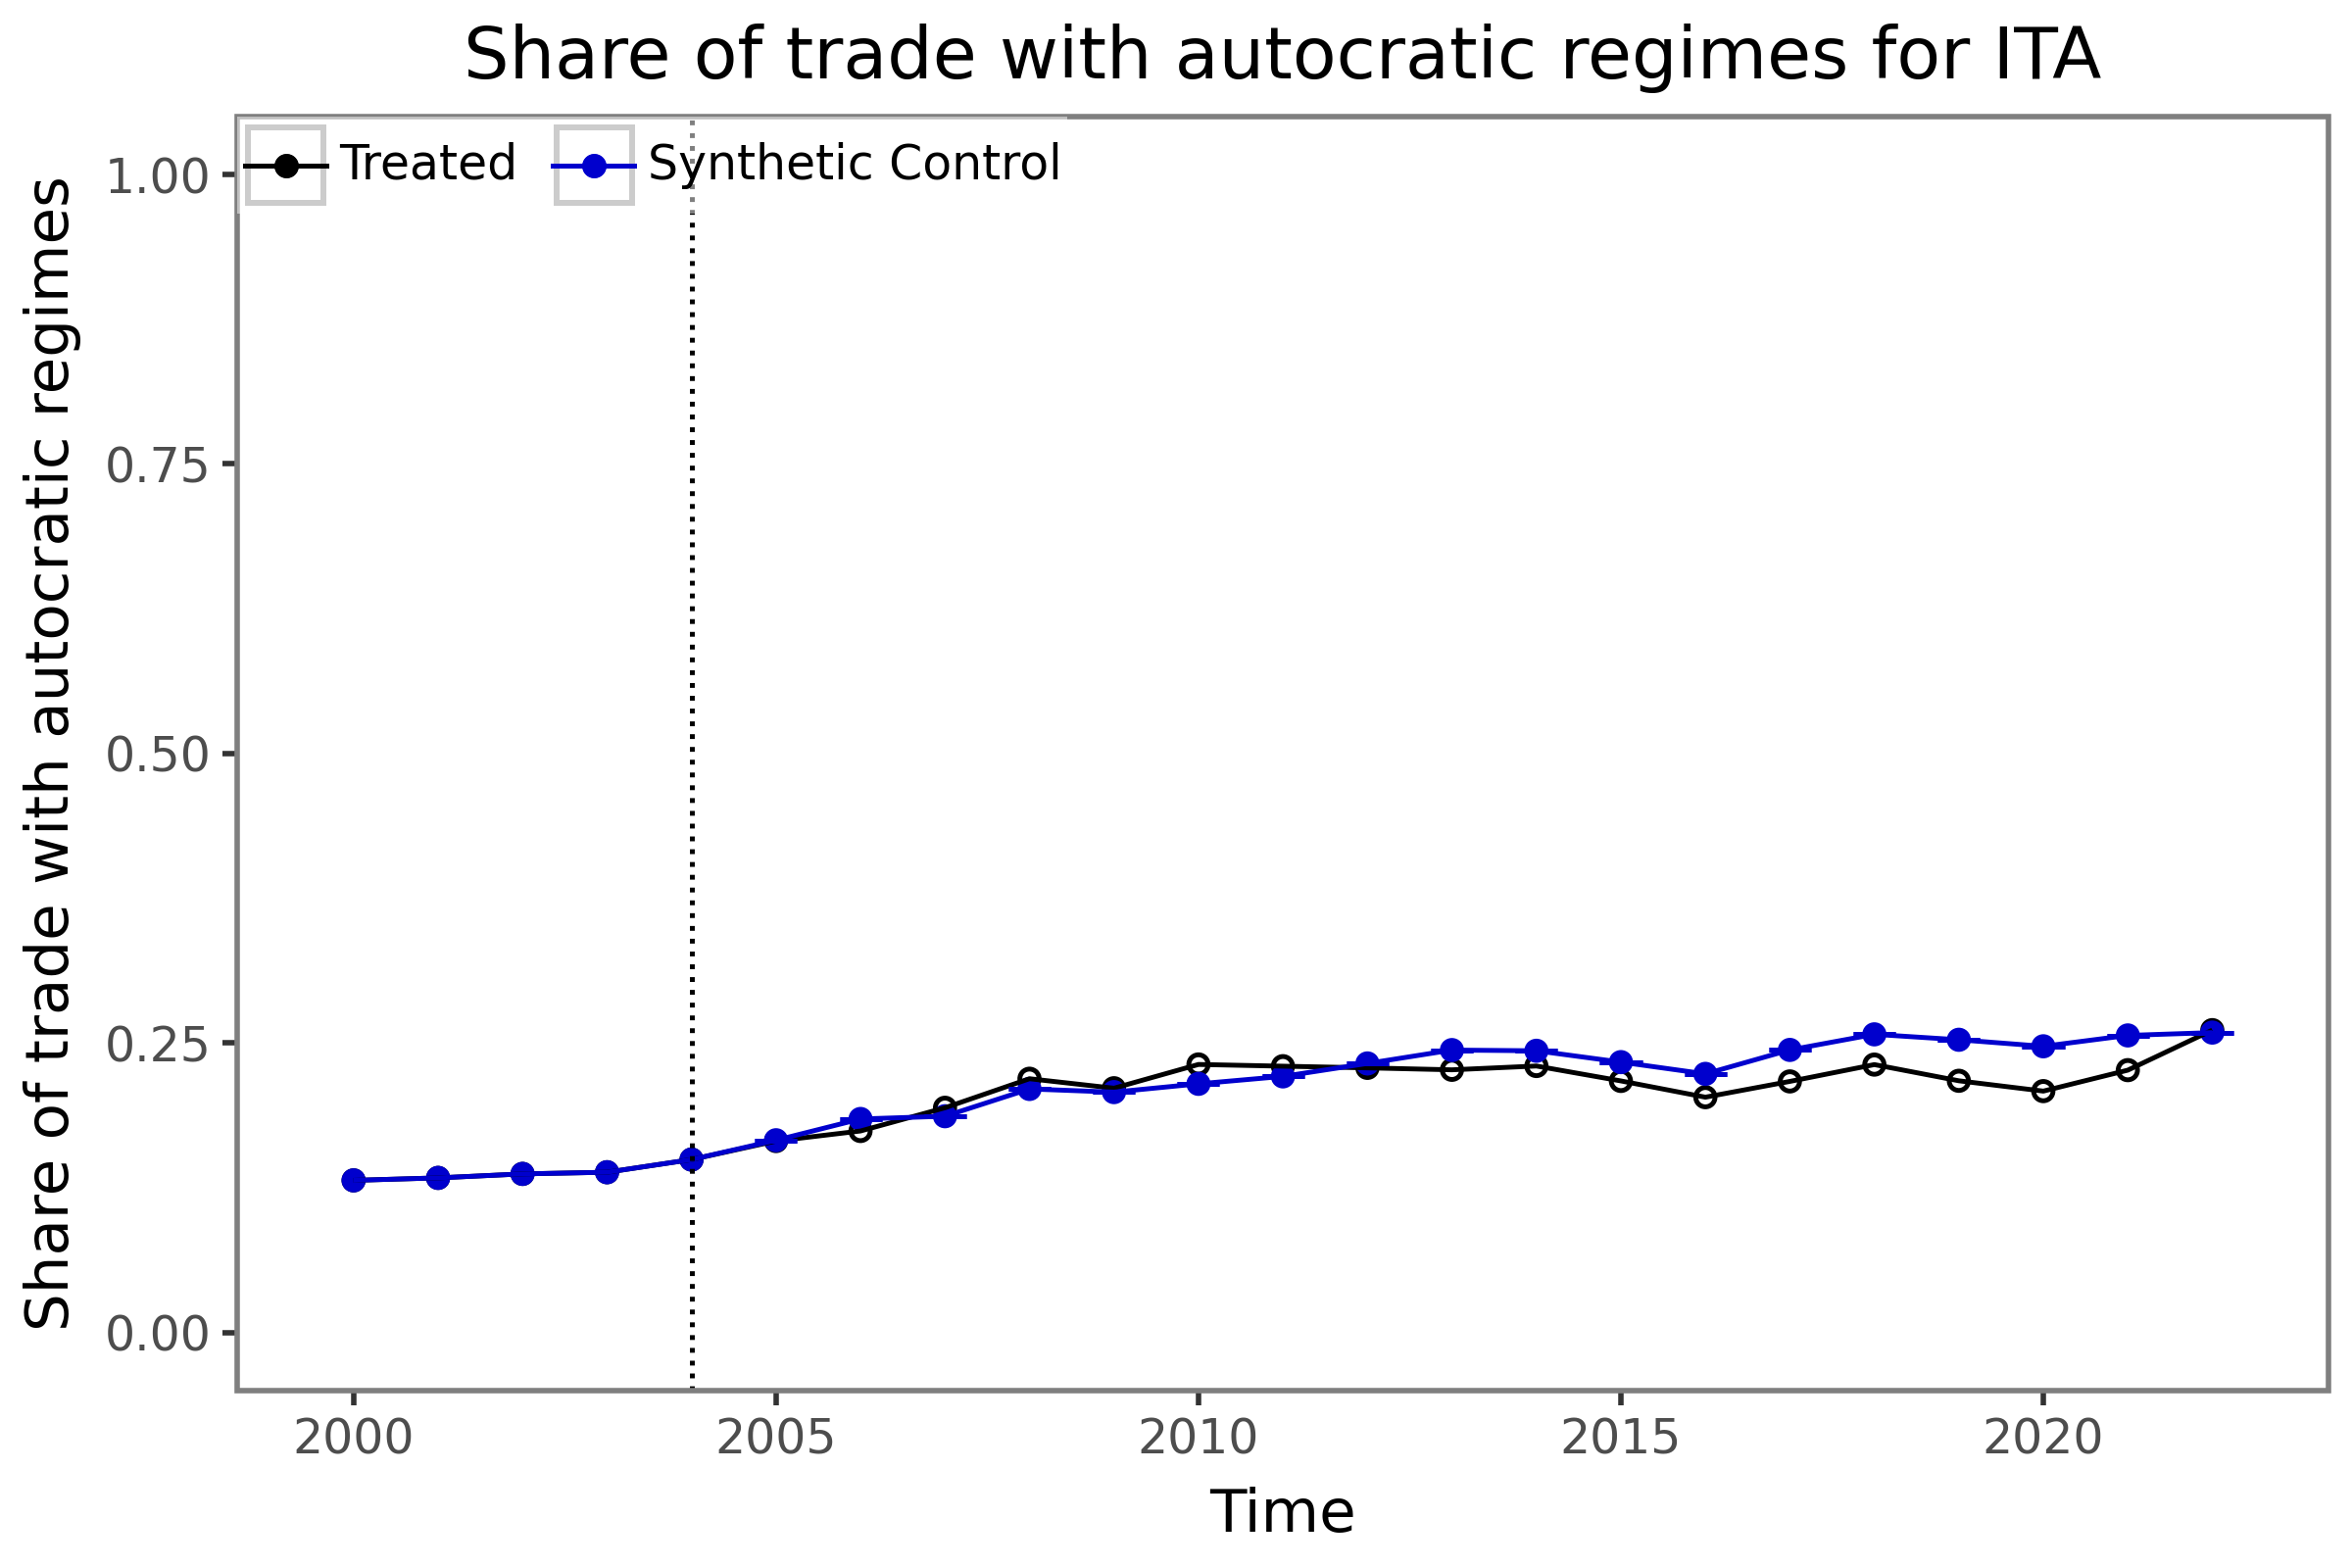 Share of trade with autocratic regimes for ITA
Treated
Synthetic Control
Share of trade with autocratic regimes
1.00
0.75
0.50
0.25
0.00
2000
2005
2010
2015
2020
Time